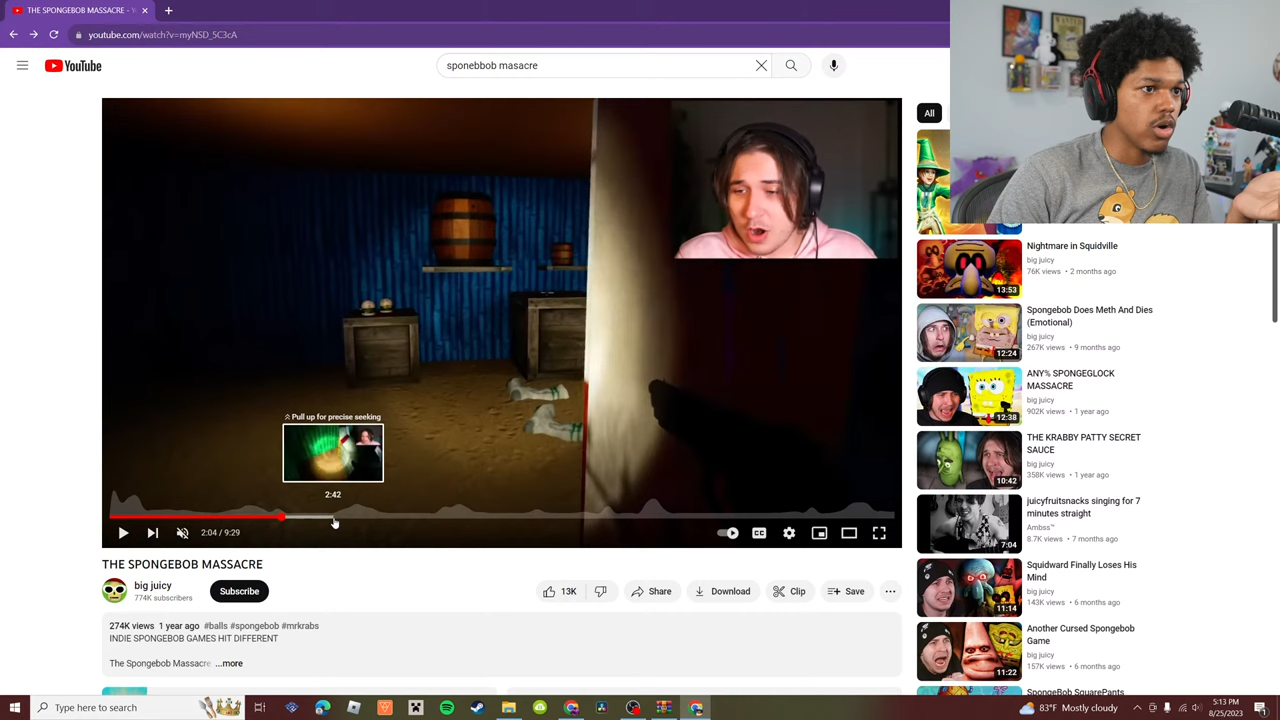 THE SPONGEBOB MASSACRE - Y
youtube.com/watch?v=myNSD_5C3cA
YouTube
sponebbob masacre
All
Pull up for precise seeking
2:42
2:04 / 9:29
CC
THE SPONGEBOB MASSACRE
big juicy
774K subscribers
Subscribe
13K
Share
Download
Clip
Save
274K views 1 year ago #balls #spongebob #mrkrabs
INDIE SPONGEBOB GAMES HIT DIFFERENT
The Spongebob Massacre ...more
Nightmare in Squidville
big juicy
76K views • 2 months ago
13:53
Spongebob Does Meth And Dies
(Emotional)
big juicy
267K views • 9 months ago
12:24
ANY% SPONGEGLOCK
MASSACRE
big juicy
902K views • 1 year ago
12:38
THE KRABBY PATTY SECRET
SAUCE
big juicy
358K views • 1 year ago
10:42
juicyfruitsnacks singing for 7
minutes straight
Ambss™
8.7K views • 7 months ago
7:04
Squidward Finally Loses His
Mind
big juicy
143K views • 6 months ago
11:14
Another Cursed Spongebob
Game
big juicy
157K views • 6 months ago
11:22
SpongeBob SquarePants
WANTED
Type here to search
83°F Mostly cloudy
5:13 PM
8/25/2023
1